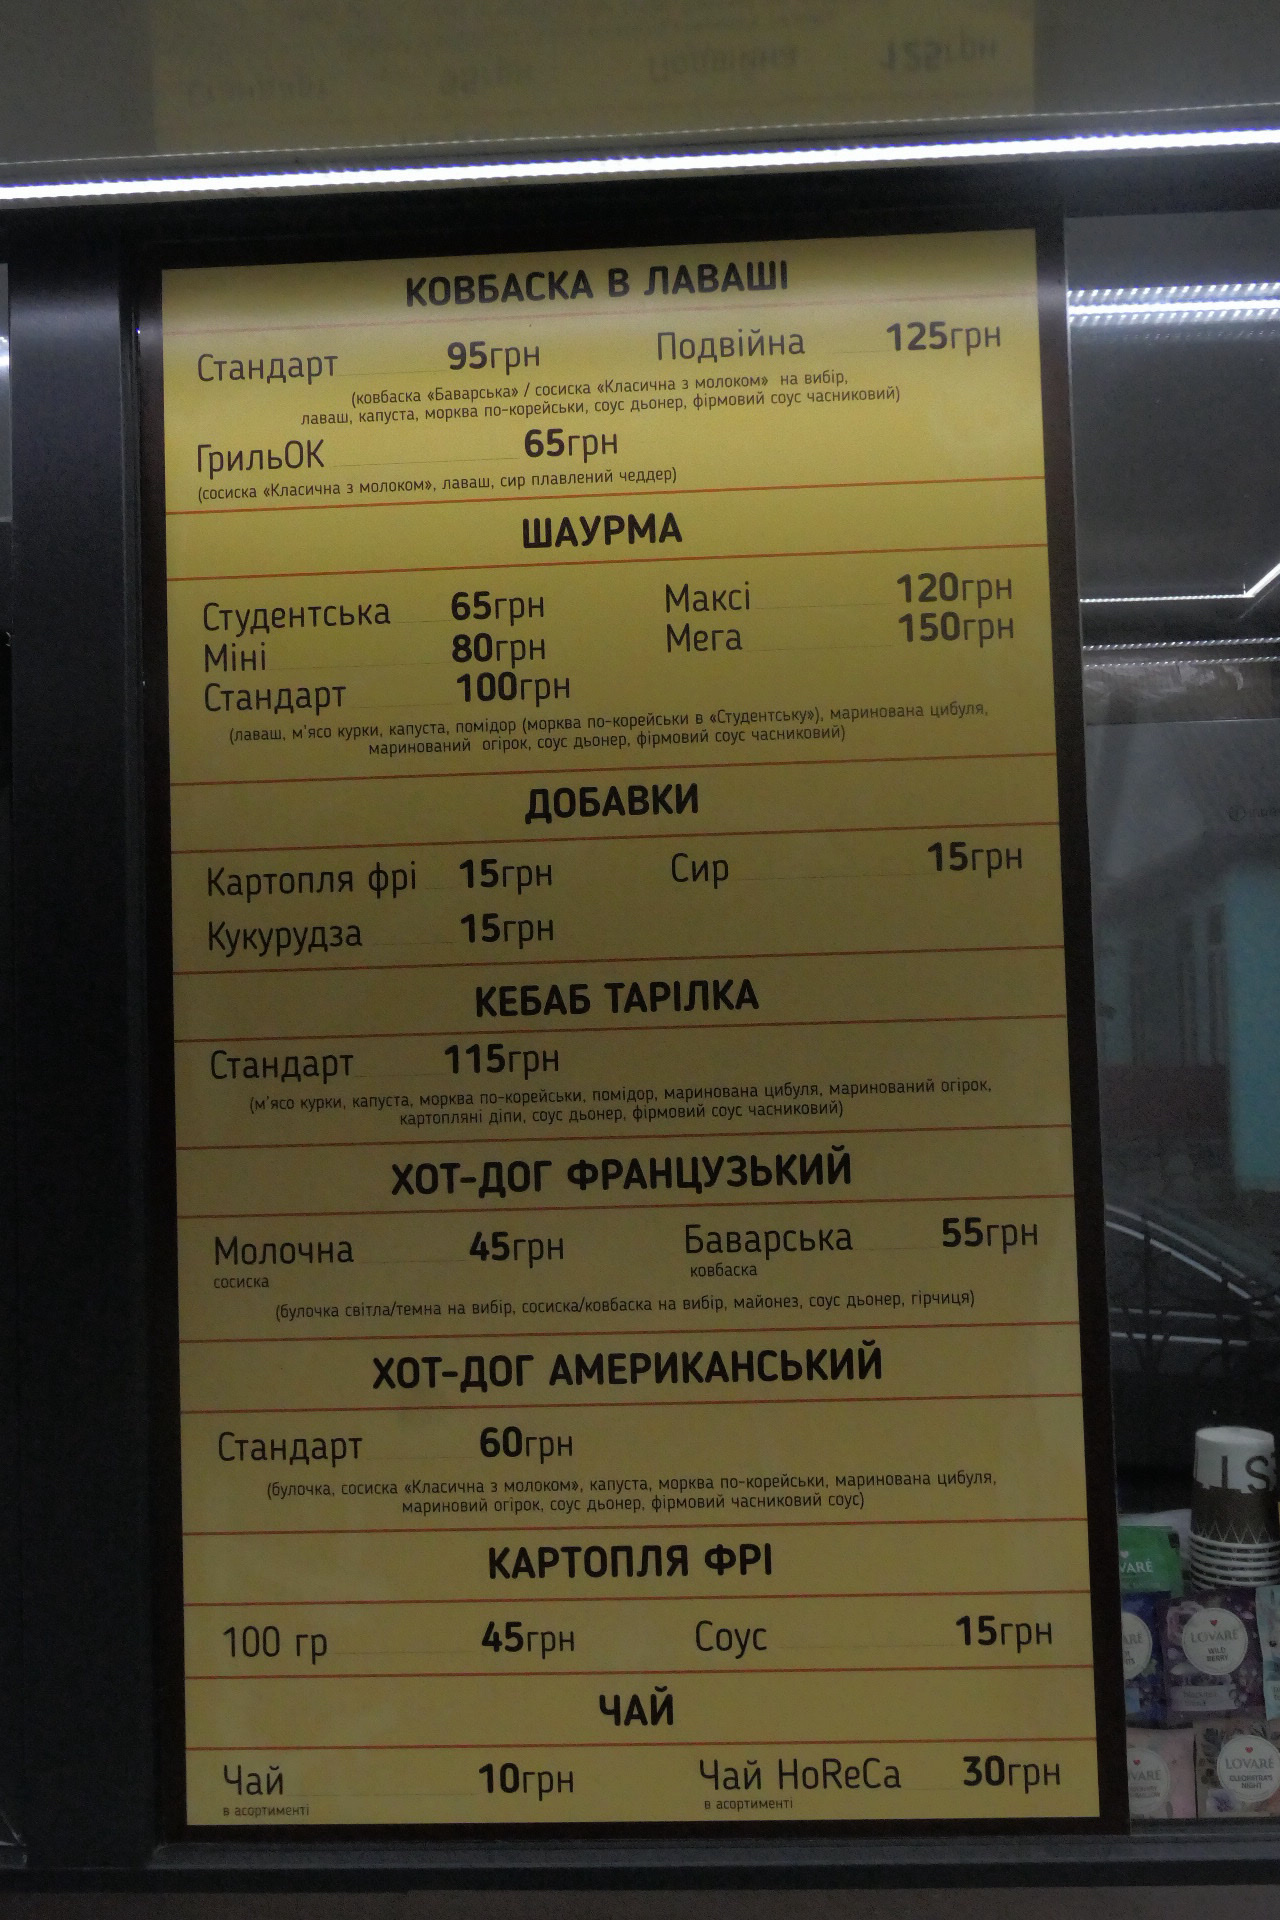 КОВБАСКА В ЛАВАШІ
Стандарт 95грн Подвійна 125грн
(ковбаска «Баварська» / сосиска «Класична з молоком» на вибір,
лаваш, капуста, морква по-корейськи, соус дьонер, фірмовий соус часниковий)
ГрильОК 65грн
(сосиска «Класична з молоком», лаваш, сир плавлений чеддер)
ШАУРМА
Студентська 65грн Максі 120грн
Міні 80грн Мега 150грн
Стандарт 100грн
(лаваш, м'ясо курки, капуста, помідор (морква по-корейськи в «Студентську»), маринована цибуля,
маринований огірок, соус дьонер, фірмовий соус часниковий)
ДОБАВКИ
Картопля фрі 15грн Сир 15грн
Кукурудза 15грн
КЕБАБ ТАРІЛКА
Стандарт 115грн
(м'ясо курки, капуста, морква по-корейськи, помідор, маринована цибуля, маринований огірок,
картопляні діпи, соус дьонер, фірмовий соус часниковий)
ХОТ-ДОГ ФРАНЦУЗЬКИЙ
Молочна 45грн Баварська 55грн
сосиска ковбаска
(булочка світла/темна на вибір, сосиска/ковбаска на вибір, майонез, соус дьонер, гірчиця)
ХОТ-ДОГ АМЕРИКАНСЬКИЙ
Стандарт 60грн
(булочка, сосиска «Класична з молоком», капуста, морква по-корейськи, маринована цибуля,
мариновий огірок, соус дьонер, фірмовий часниковий соус)
КАРТОПЛЯ ФРІ
100 гр 45грн Соус 15грн
ЧАЙ
Чай 10грн Чай HoReCa 30грн
в асортименті в асортименті
LOVARÉ
WILD
BERRY
LOVARÉ
CLEOPATRA'S
NIGHT